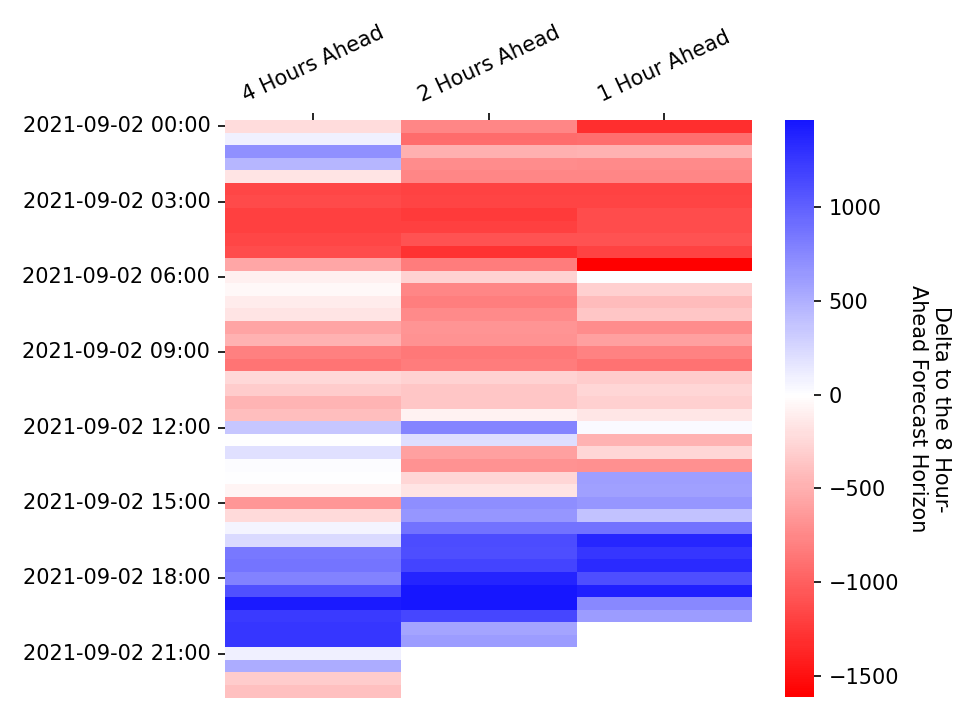 4 Hours Ahead
2 Hours Ahead
1 Hour Ahead
2021-09-02 00:00
2021-09-02 03:00
2021-09-02 06:00
2021-09-02 09:00
2021-09-02 12:00
2021-09-02 15:00
2021-09-02 18:00
2021-09-02 21:00
1000
500
0
−500
−1000
−1500
Delta to the 8 Hour-
Ahead Forecast Horizon